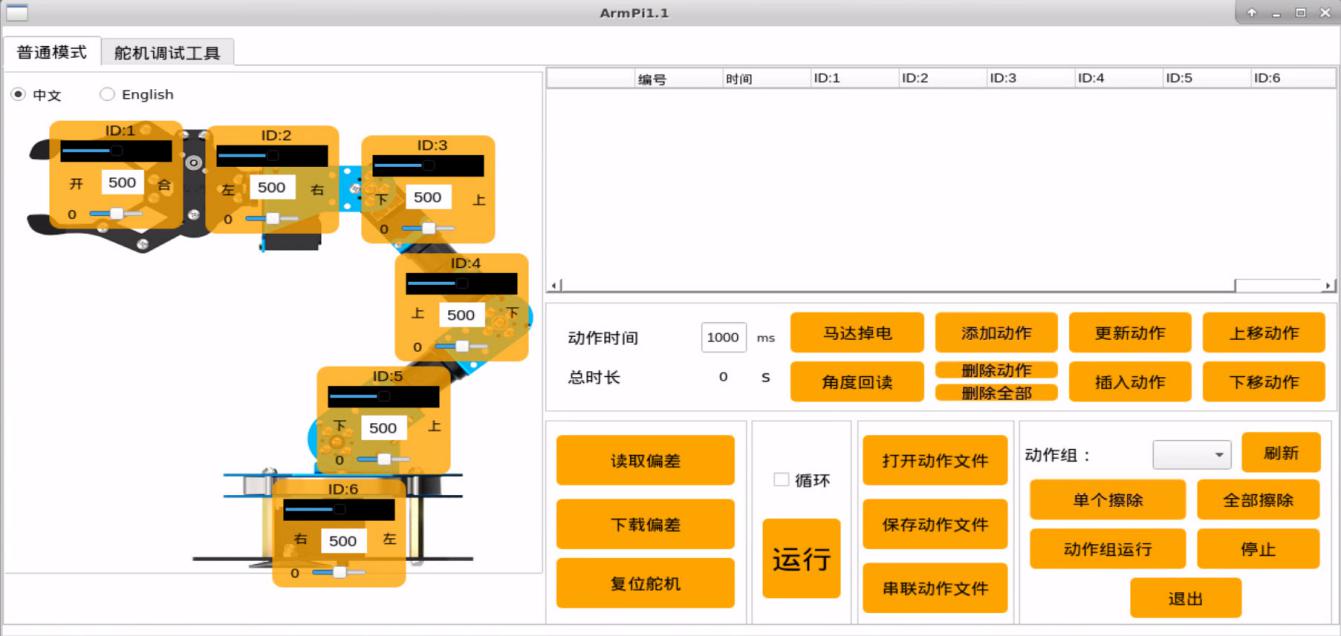 ArmPi1.1
普通模式 舵机调试工具
中文 English
ID:1
开 500 合
0
ID:2
左 500 右
0
ID:3
下 500 上
0
ID:4
上 500 下
0
ID:5
下 500 上
0
ID:6
右 500 左
0
编号 时间 ID:1 ID:2 ID:3 ID:4 ID:5 ID:6
动作时间 1000 ms
总时长 0 S
马达掉电 添加动作 更新动作 上移动作
角度回读 删除动作 插入动作 下移动作
删除全部
读取偏差
下载偏差
复位舵机
循环
运行
打开动作文件
保存动作文件
串联动作文件
动作组： 刷新
单个擦除 全部擦除
动作组运行 停止
退出